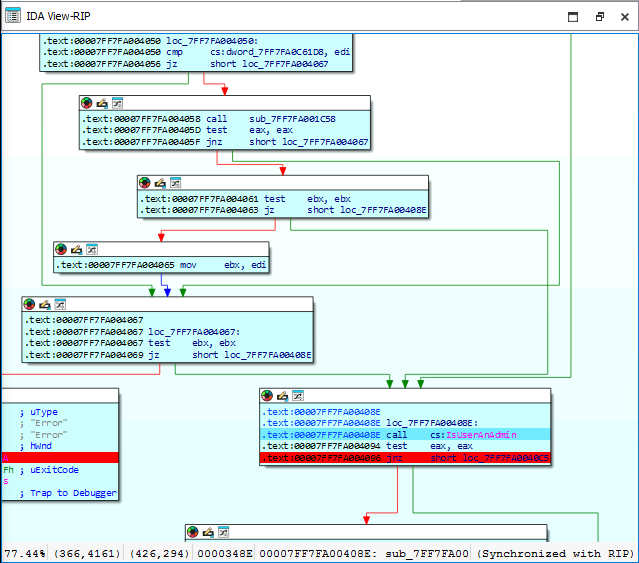 IDA View-RIP
.text:00007FF7FA004050 loc_7FF7FA004050:
.text:00007FF7FA004050 cmp cs:dword_7FF7FA0C61D8, edi
.text:00007FF7FA004056 jz short loc_7FF7FA004067
.text:00007FF7FA004058 call sub_7FF7FA001C58
.text:00007FF7FA00405D test eax, eax
.text:00007FF7FA00405F jnz short loc_7FF7FA004067
.text:00007FF7FA004061 test ebx, ebx
.text:00007FF7FA004063 jz short loc_7FF7FA00408E
.text:00007FF7FA004065 mov ebx, edi
.text:00007FF7FA004067
.text:00007FF7FA004067 loc_7FF7FA004067:
.text:00007FF7FA004067 test ebx, ebx
.text:00007FF7FA004069 jz short loc_7FF7FA00408E
; uType
; "Error"
; "Error"
; hWnd
a
Fh ; uExitCode
s
; Trap to Debugger
.text:00007FF7FA00408E
.text:00007FF7FA00408E loc_7FF7FA00408E:
.text:00007FF7FA00408E call cs:IsUserAnAdmin
.text:00007FF7FA004094 test eax, eax
.text:00007FF7FA004096 jnz short loc_7FF7FA0040C5
77.44% (366,4161) (426,294) 0000348E 00007FF7FA00408E: sub_7FF7FA00 (Synchronized with RIP)